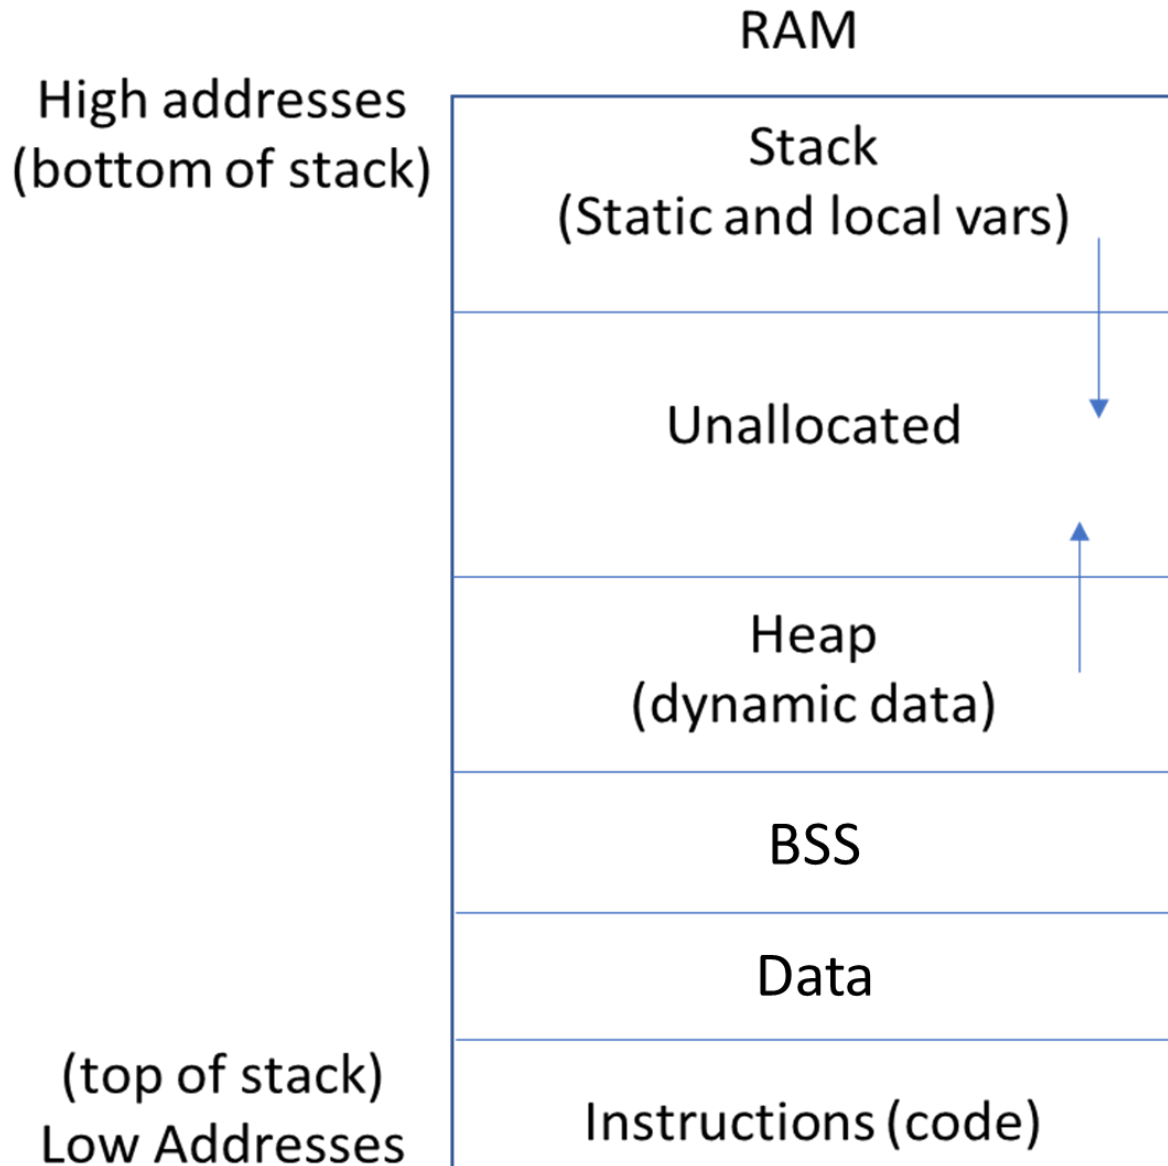 RAM
High addresses
(bottom of stack)
Stack
(Static and local vars)
Unallocated
Heap
(dynamic data)
BSS
Data
(top of stack)
Low Addresses
Instructions (code)